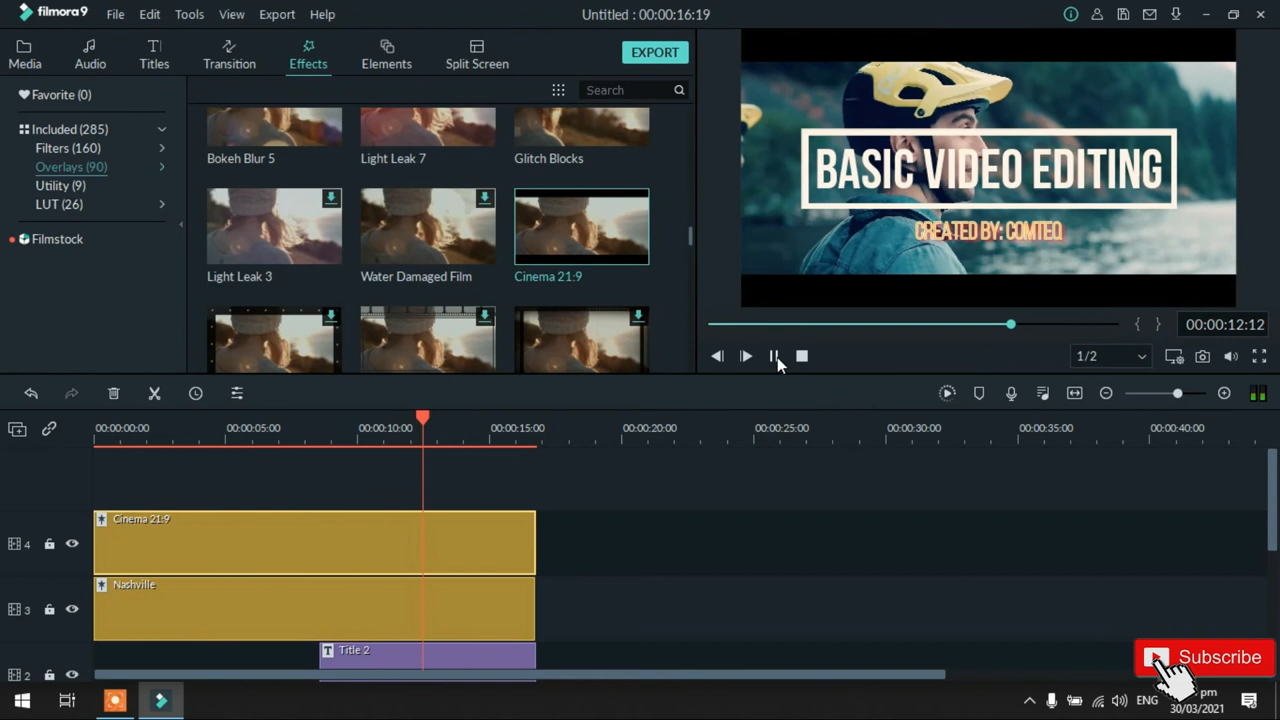 filmora9 File Edit Tools View Export Help Untitled : 00:00:16:19
Media Audio Titles Transition Effects Elements Split Screen EXPORT
Favorite (0)
Search
Included (285)
Filters (160)
Overlays (90)
Utility (9)
LUT (26)
Filmstock
Bokeh Blur 5 Light Leak 7 Glitch Blocks
Light Leak 3 Water Damaged Film Cinema 21:9
BASIC VIDEO EDITING
CREATED BY: COMTEQ
{ } 00:00:12:12
1/2
00:00:00:00 00:00:05:00 00:00:10:00 00:00:15:00 00:00:20:00 00:00:25:00 00:00:30:00 00:00:35:00 00:00:40:00
Cinema 21:9
4
Nashville
3
Title 2
2
Subscribe
ENG
pm
30/03/2021